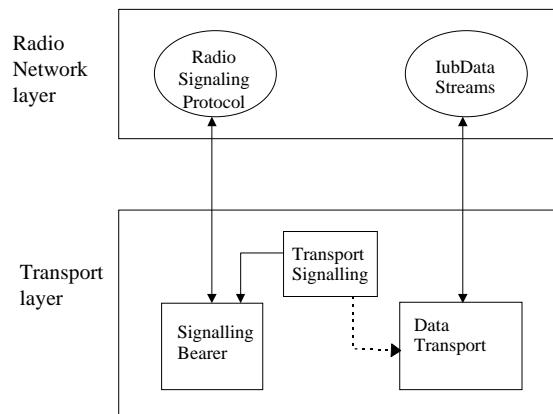 Radio
Network
layer
Radio
Signaling
Protocol
IubData
Streams
Transport
layer
Transport
Signalling
Signalling
Bearer
Data
Transport